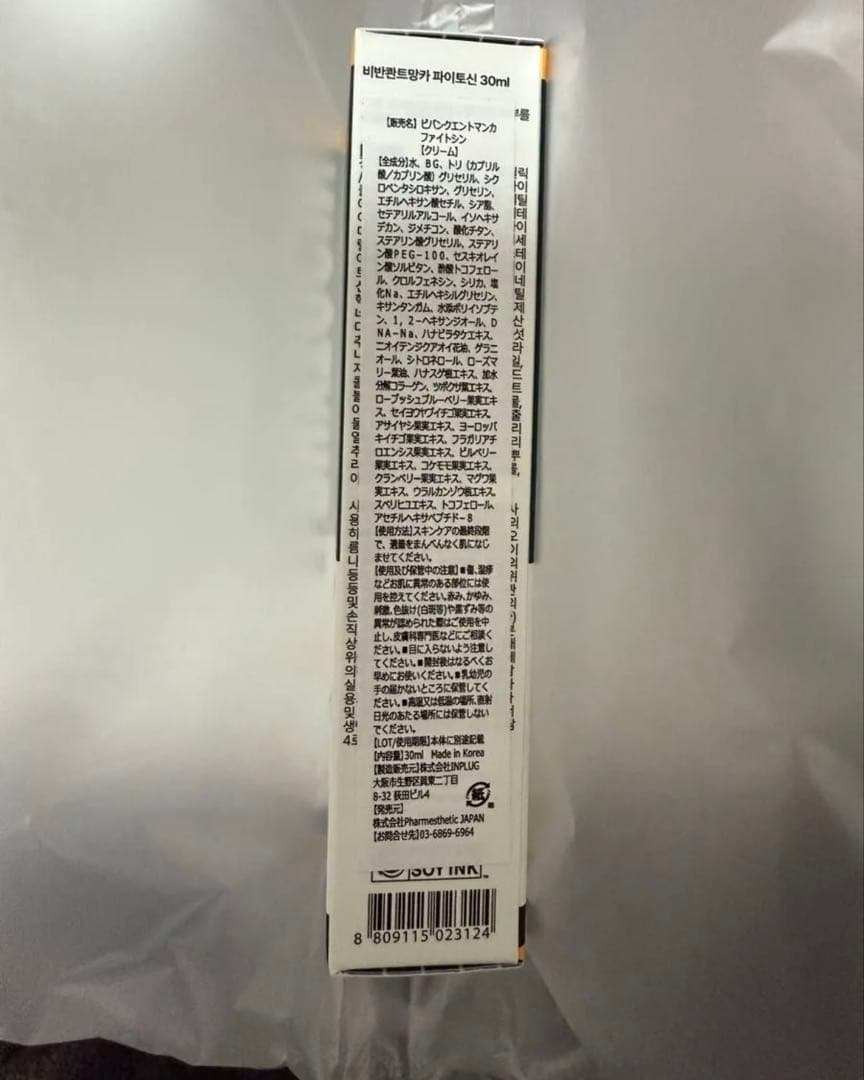 비반콴트망카 파이토신 30ml
【販売名】ビバンクエントマンカ
ファイトシン
【クリーム】
【全成分】水、BG、トリ（カプリル
酸／カプリン酸）グリセリル、シク
ロペンタシロキサン、グリセリン、
エチルヘキサン酸セチル、シア脂、
セテアリルアルコール、イソヘキサ
デカン、ジメチコン、酸化チタン、
ステアリン酸グリセリル、ステアリ
ン酸PEG-100、セスキオレイ
ン酸ソルビタン、酢酸トコフェロー
ル、クロルフェネシン、シリカ、塩
化Na、エチルヘキシルグリセリン、
キサンタンガム、水添ポリイソブテ
ン、1,2-ヘキサンジオール、D
NA-Na、ハナビラタケエキス、
ニオイテンジクアオイ花油、ゲラニ
オール、シトロネロール、ローズマ
リー葉油、ハナスゲ根エキス、加水
分解コラーゲン、ツボクサ葉エキス、
ローブッシュブルーベリー果実エキ
ス、セイヨウヤブイチゴ果実エキス、
アサイヤシ果実エキス、ヨーロッパ
キイチゴ果実エキス、フラガリアチ
ロエンシス果実エキス、ビルベリー
果実エキス、コケモモ果実エキス、
クランベリー果実エキス、マグワ果
実エキス、ウラルカンゾウ根エキス、
スベリヒユエキス、トコフェロール、
アセチルヘキサペプチド-8
【使用方法】スキンケアの最終段階
で、適量をまんべんなく肌になじ
ませてください。
【使用及び保管中の注意】■傷、湿疹
などお肌に異常のある部位には使
用を控えてください。赤み、かゆみ、
刺激、色抜け(白斑等)や黒ずみ等の
異常が認められた際はご使用を中
止し、皮膚科専門医などにご相談く
ださい。■目に入らないよう注意し
てください。■開封後はなるべくお
早めにお使いください。■乳幼児の
手の届かないところに保管してく
ださい。■高温又は低温の場所、直射
日光のあたる場所には保管しない
でください。
【LOT/使用期限】本体に別途記載
【内容量】30ml Made in Korea
【製造販売元】株式会社INPLUG
大阪市生野区巽東二丁目
8-32 荻田ビル4
紙
【発売元】
株式会社Pharmesthetic JAPAN
【お問合せ先】03-6869-6964
SOY INK
8 809115 023124